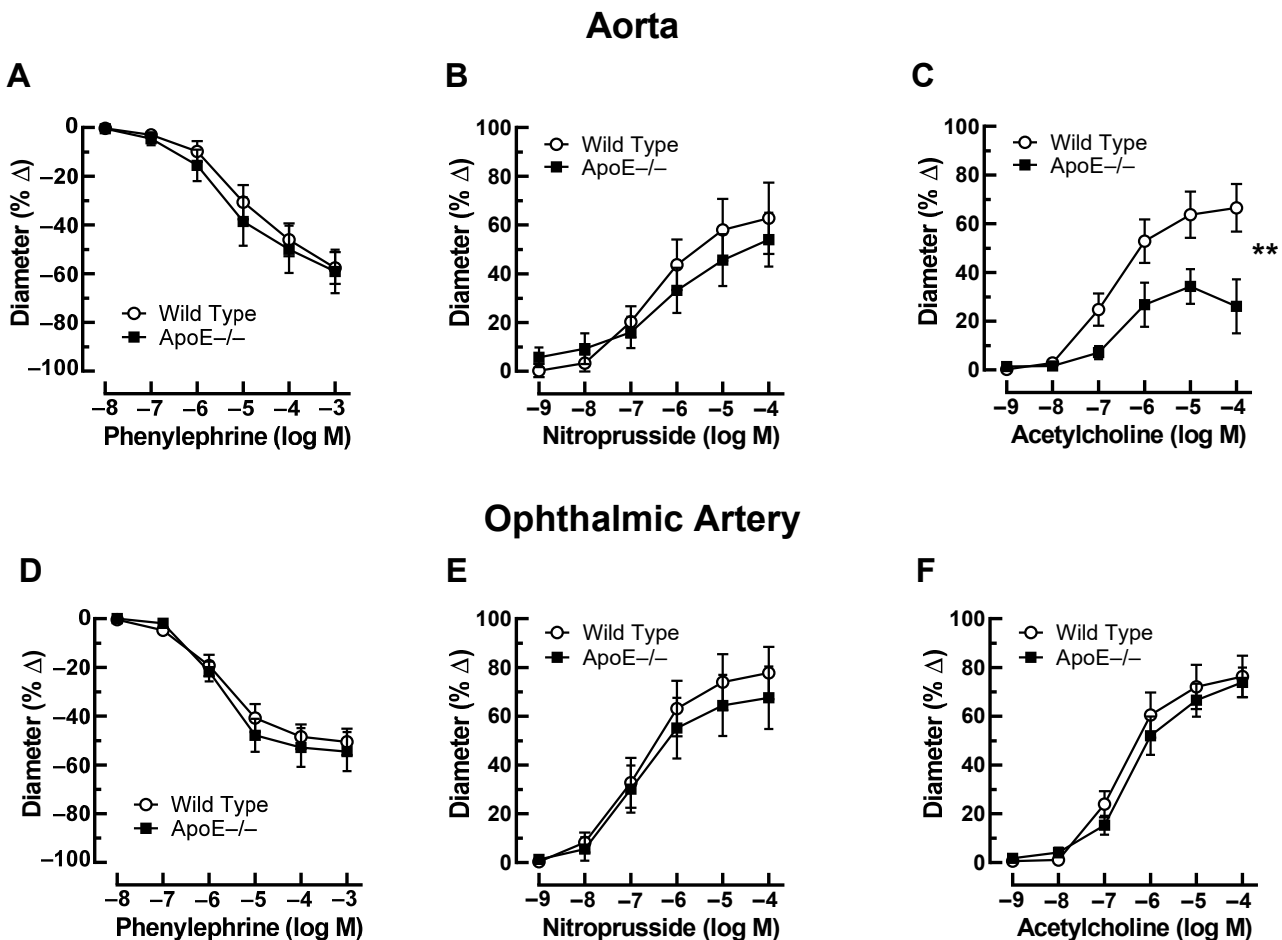 Aorta
A
B
C
0
–20
–40
–60
–80
–100
Diameter (% Δ)
Wild Type
ApoE–/–
–8 –7 –6 –5 –4 –3
Phenylephrine (log M)
100
80
60
40
20
0
Diameter (% Δ)
Wild Type
ApoE–/–
–9 –8 –7 –6 –5 –4
Nitroprusside (log M)
100
80
60
40
20
0
Diameter (% Δ)
Wild Type
ApoE–/–
**
–9 –8 –7 –6 –5 –4
Acetylcholine (log M)
Ophthalmic Artery
D
E
F
0
–20
–40
–60
–80
–100
Diameter (% Δ)
Wild Type
ApoE–/–
–8 –7 –6 –5 –4 –3
Phenylephrine (log M)
100
80
60
40
20
0
Diameter (% Δ)
Wild Type
ApoE–/–
–9 –8 –7 –6 –5 –4
Nitroprusside (log M)
100
80
60
40
20
0
Diameter (% Δ)
Wild Type
ApoE–/–
–9 –8 –7 –6 –5 –4
Acetylcholine (log M)